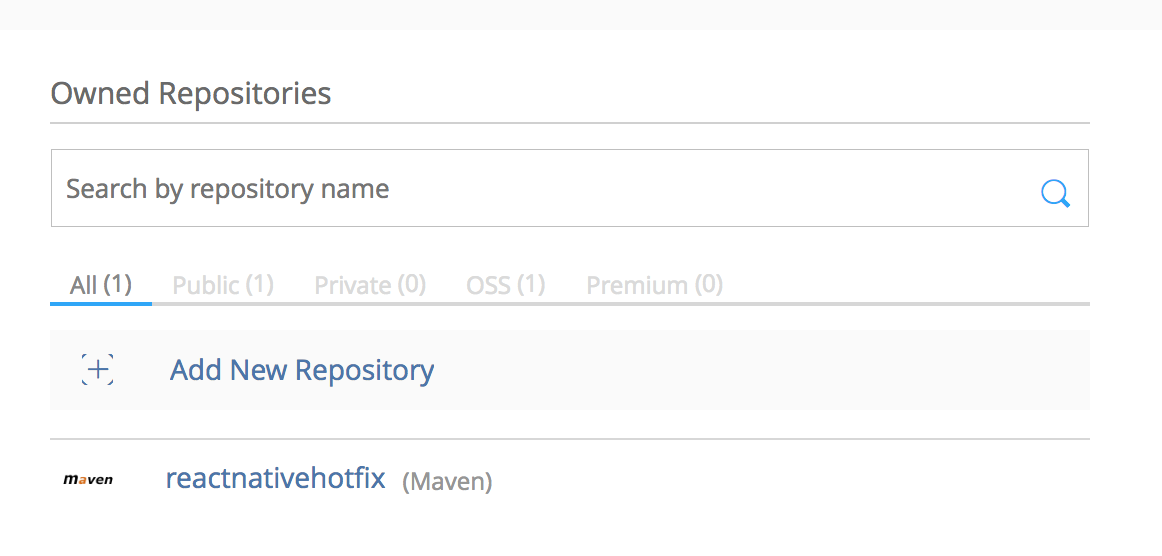 Owned Repositories
Search by repository name
All (1) Public (1) Private (0) OSS (1) Premium (0)
Add New Repository
maven reactnativehotfix (Maven)